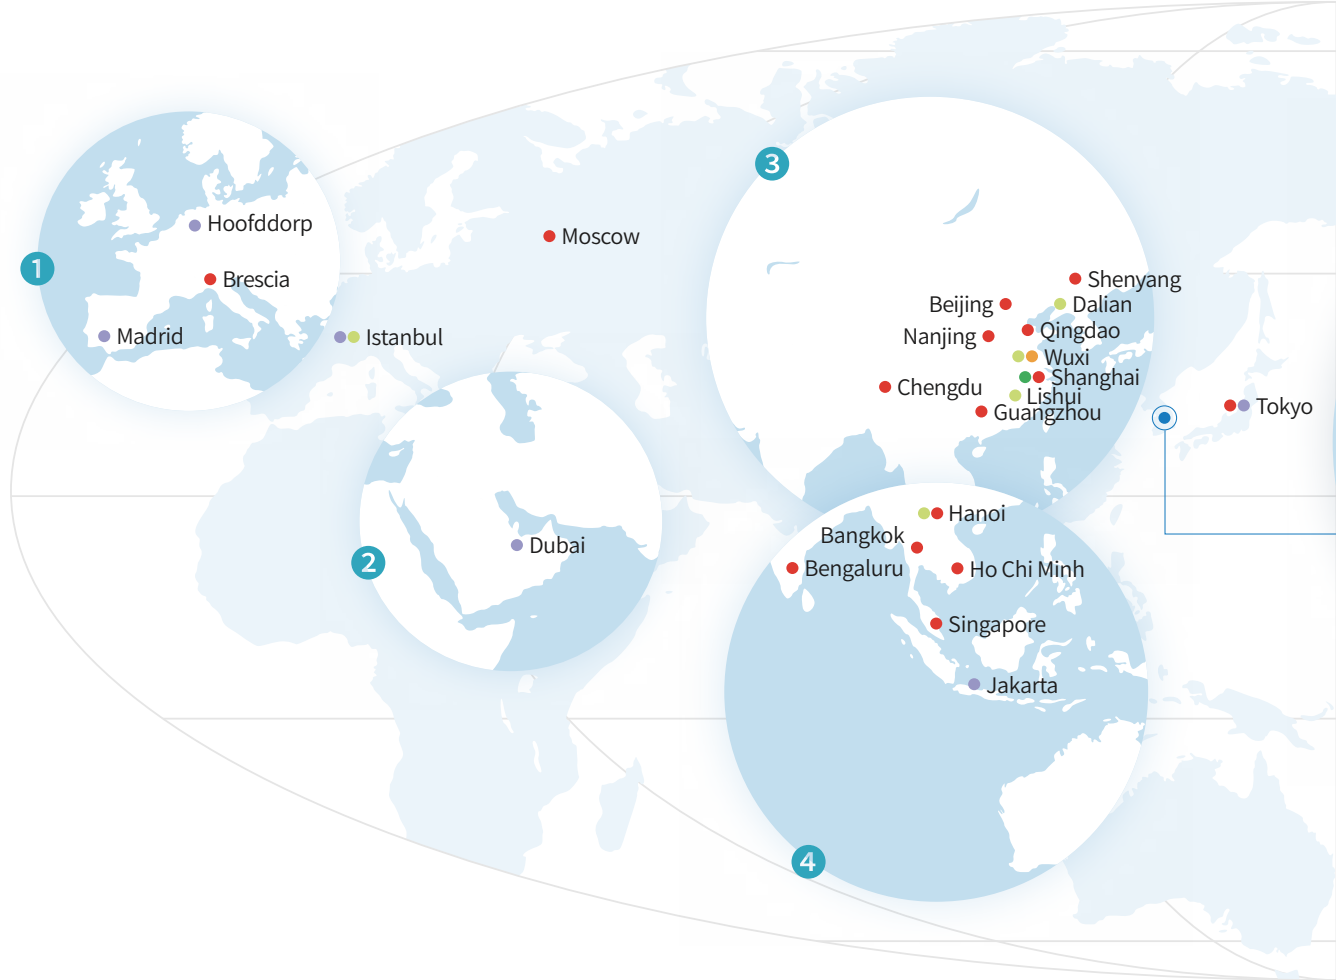 1
Hoofddorp
Brescia
Madrid
Istanbul
Moscow
2
Dubai
3
Shenyang
Beijing
Dalian
Nanjing
Qingdao
Wuxi
Shanghai
Chengdu
Lishui
Guangzhou
Tokyo
4
Hanoi
Bangkok
Bengaluru
Ho Chi Minh
Singapore
Jakarta